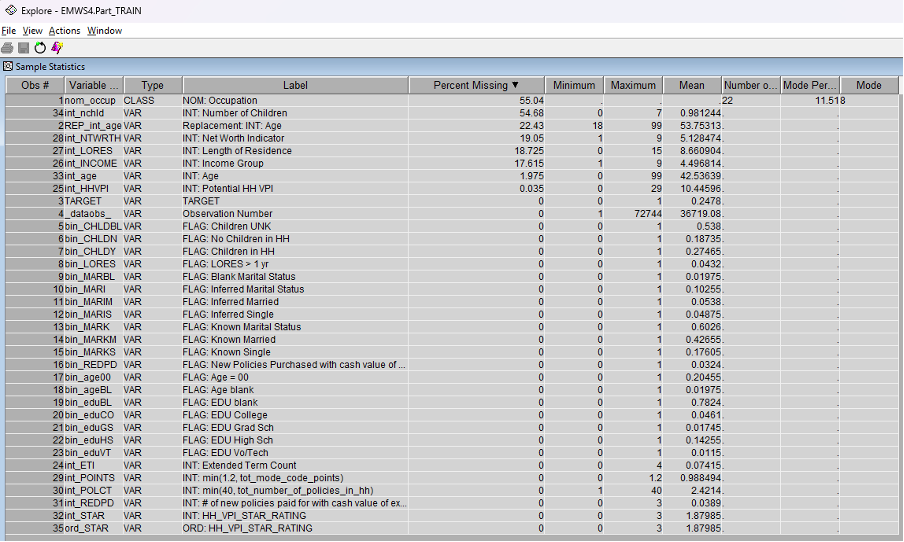 Explore - EMWS4.Part_TRAIN
File View Actions Window
Sample Statistics
Obs # Variable ... Type Label Percent Missing ▼ Minimum Maximum Mean Number o... Mode Per... Mode
1 nom_occup CLASS NOM: Occupation 55.04 . . . 22 11.51 8
34 int_nchld VAR INT: Number of Children 54.68 0 7 0.981244 . . .
2 REP_int_age VAR Replacement: INT: Age 22.43 18 99 53.75313 . . .
28 int_NTWRTH VAR INT: Net Worth Indicator 19.05 1 9 5.128474 . . .
27 int_LORES VAR INT: Length of Residence 18.725 0 15 8.660904 . . .
26 int_INCOME VAR INT: Income Group 17.615 1 9 4.496814 . . .
33 int_age VAR INT: Age 1.975 0 99 42.53639 . . .
25 int_HHVPI VAR INT: Potential HH VPI 0.035 0 29 10.44596 . . .
3 TARGET VAR TARGET 0 0 1 0.2478 . . .
4 _dataobs_ VAR Observation Number 0 1 72744 36719.08 . . .
5 bin_CHLDBL VAR FLAG: Children UNK 0 0 1 0.538 . . .
6 bin_CHLDN VAR FLAG: No Children in HH 0 0 1 0.18735 . . .
7 bin_CHLDY VAR FLAG: Children in HH 0 0 1 0.27465 . . .
8 bin_LORES VAR FLAG: LORES > 1 yr 0 0 1 0.0432 . . .
9 bin_MARBL VAR FLAG: Blank Marital Status 0 0 1 0.01975 . . .
10 bin_MARI VAR FLAG: Inferred Marital Status 0 0 1 0.10255 . . .
11 bin_MARIM VAR FLAG: Inferred Married 0 0 1 0.0538 . . .
12 bin_MARIS VAR FLAG: Inferred Single 0 0 1 0.04875 . . .
13 bin_MARK VAR FLAG: Known Marital Status 0 0 1 0.6026 . . .
14 bin_MARKM VAR FLAG: Known Married 0 0 1 0.42655 . . .
15 bin_MARKS VAR FLAG: Known Single 0 0 1 0.17605 . . .
16 bin_REDPD VAR FLAG: New Policies Purchased with cash value of ... 0 0 1 0.0324 . . .
17 bin_age00 VAR FLAG: Age = 00 0 0 1 0.20455 . . .
18 bin_ageBL VAR FLAG: Age blank 0 0 1 0.01975 . . .
19 bin_eduBL VAR FLAG: EDU blank 0 0 1 0.7824 . . .
20 bin_eduCO VAR FLAG: EDU College 0 0 1 0.0461 . . .
21 bin_eduGS VAR FLAG: EDU Grad Sch 0 0 1 0.01745 . . .
22 bin_eduHS VAR FLAG: EDU High Sch 0 0 1 0.14255 . . .
23 bin_eduVT VAR FLAG: EDU Vo/Tech 0 0 1 0.0115 . . .
24 int_ETI VAR INT: Extended Term Count 0 0 4 0.07415 . . .
29 int_POINTS VAR INT: min(1.2, tot_mode_code_points) 0 0 1.2 0.988494 . . .
30 int_POLCT VAR INT: min(40, tot_number_of_policies_in_hh) 0 1 40 2.4214 . . .
31 int_REDPD VAR INT: # of new policies paid for with cash value of ex... 0 0 3 0.0389 . . .
32 int_STAR VAR INT: HH_VPI_STAR_RATING 0 0 3 1.87985 . . .
35 ord_STAR VAR ORD: HH_VPI_STAR_RATING 0 0 3 1.87985 . . .